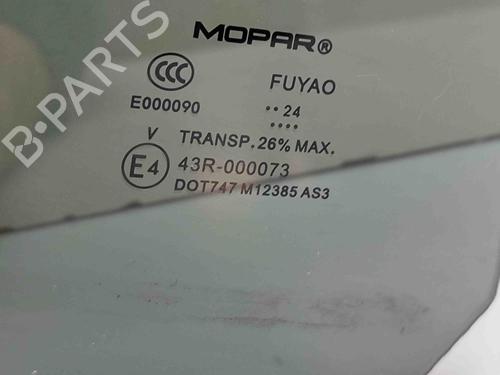 MOPAR®
CCC
FUYAO
E000090
•• 24
••••
V TRANSP. 26% MAX.
E4 43R-000073
DOT747 M12385 AS3
B-PARTS